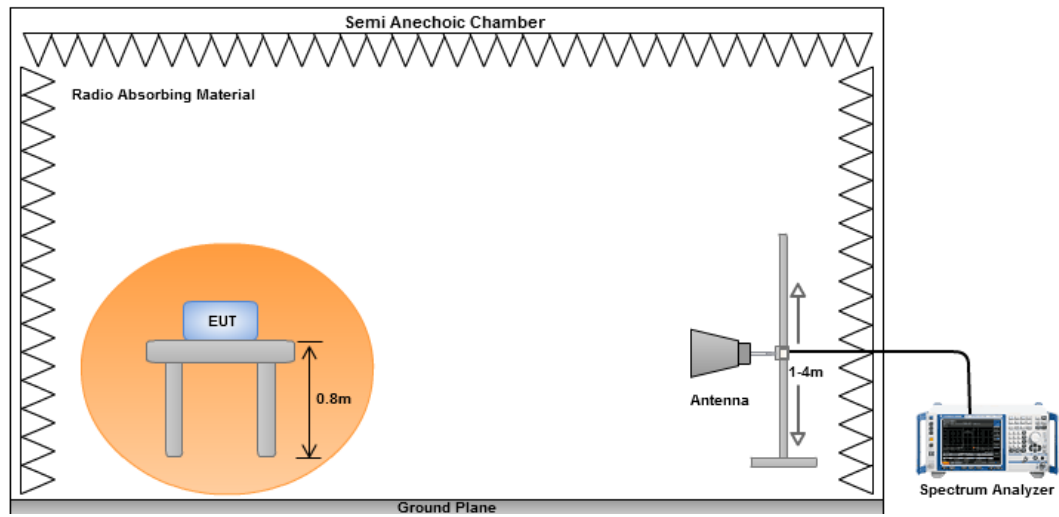 Semi Anechoic Chamber
Radio Absorbing Material
EUT
0.8m
1-4m
Antenna
Spectrum Analyzer
Ground Plane